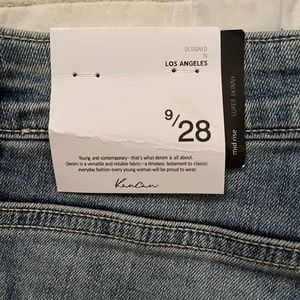 DESIGNED
IN
LOS ANGELES
mid rise SUPER SKINNY
9/28
Young and contemporary--that's what denim is all about.
Denim is a versatile and reliable fabric--a timeless testament to classic
everyday fashion every young woman will be proud to wear.
KanCan